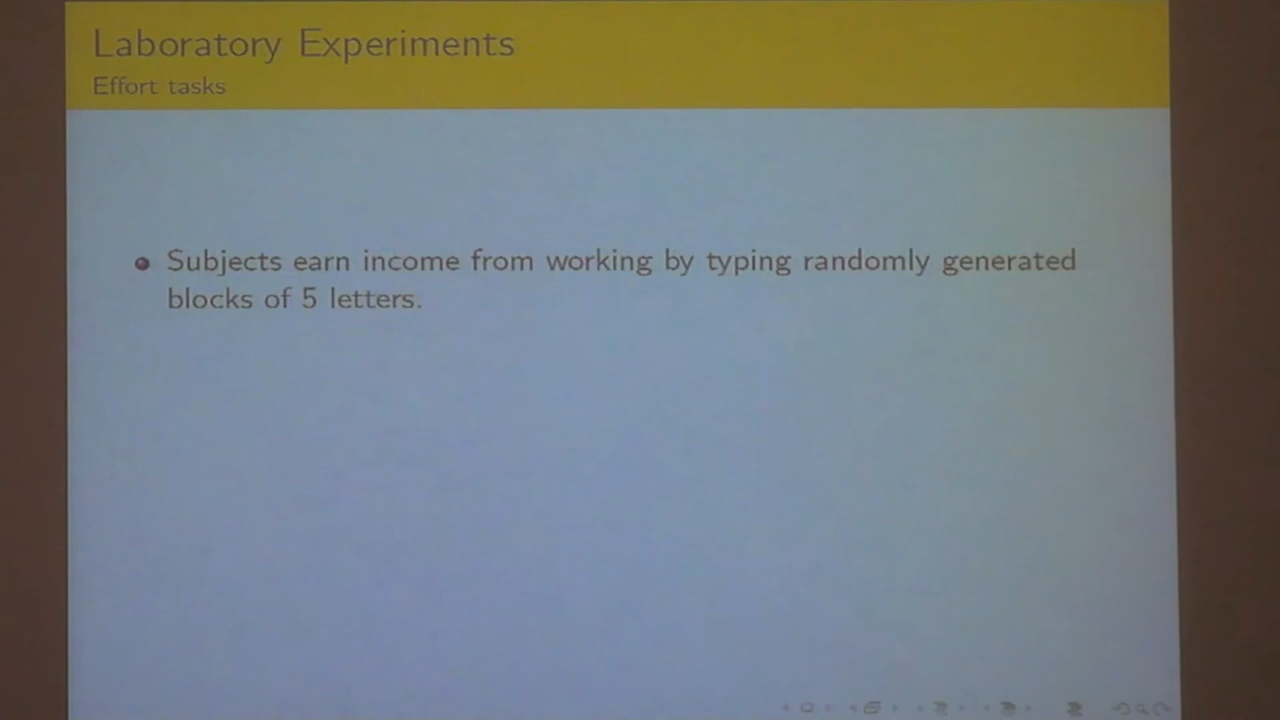 Laboratory Experiments
Effort tasks
Subjects earn income from working by typing randomly generated
blocks of 5 letters.